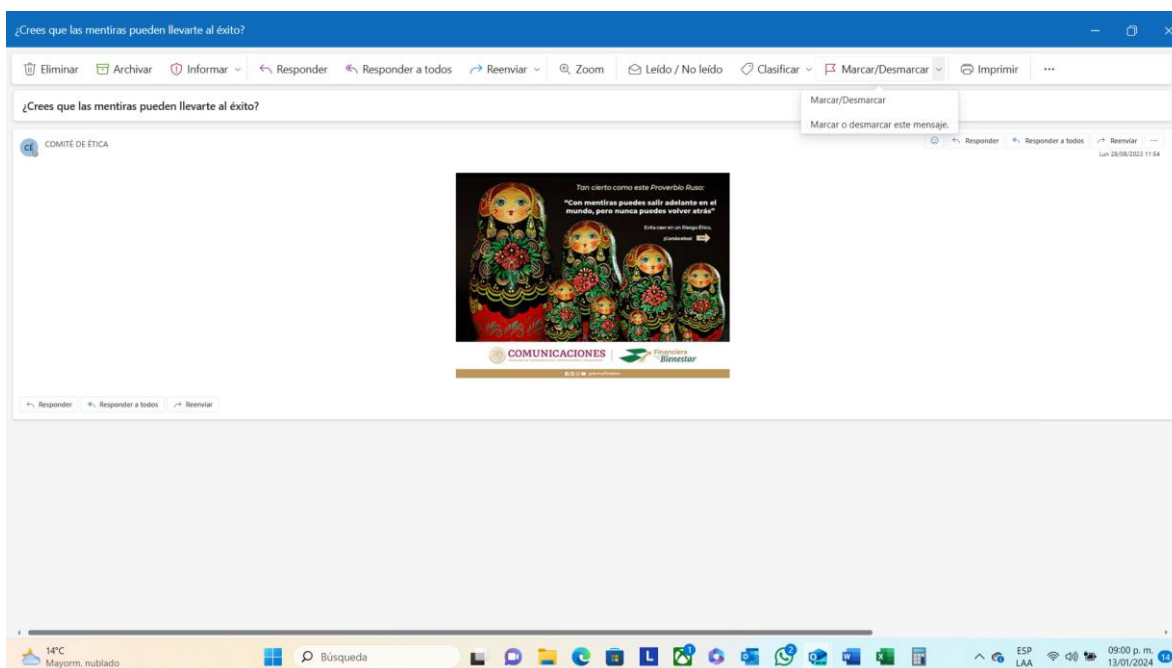 ¿Crees que las mentiras pueden llevarte al éxito?
Eliminar Archivar Informar Responder Responder a todos Reenviar Zoom Leído / No leído Clasificar Marcar/Desmarcar Imprimir ...
¿Crees que las mentiras pueden llevarte al éxito?
Marcar/Desmarcar
Marcar o desmarcar este mensaje.
CÉ COMITÉ DE ÉTICA
Responder Responder a todos Reenviar ...
Lun 28/08/2023 11:54
Tan cierto como este Proverbio Ruso:
"Con mentiras puedes salir adelante en el
mundo, pero nunca puedes volver atrás"
Evita caer en un Riesgo Ético,
¡Conócelos!
COMUNICACIONES
Financiera
Bienestar
Responder Responder a todos Reenviar
14°C
Mayorm. nublado
Búsqueda
ESP
LAA
09:00 p. m.
13/01/2024
14